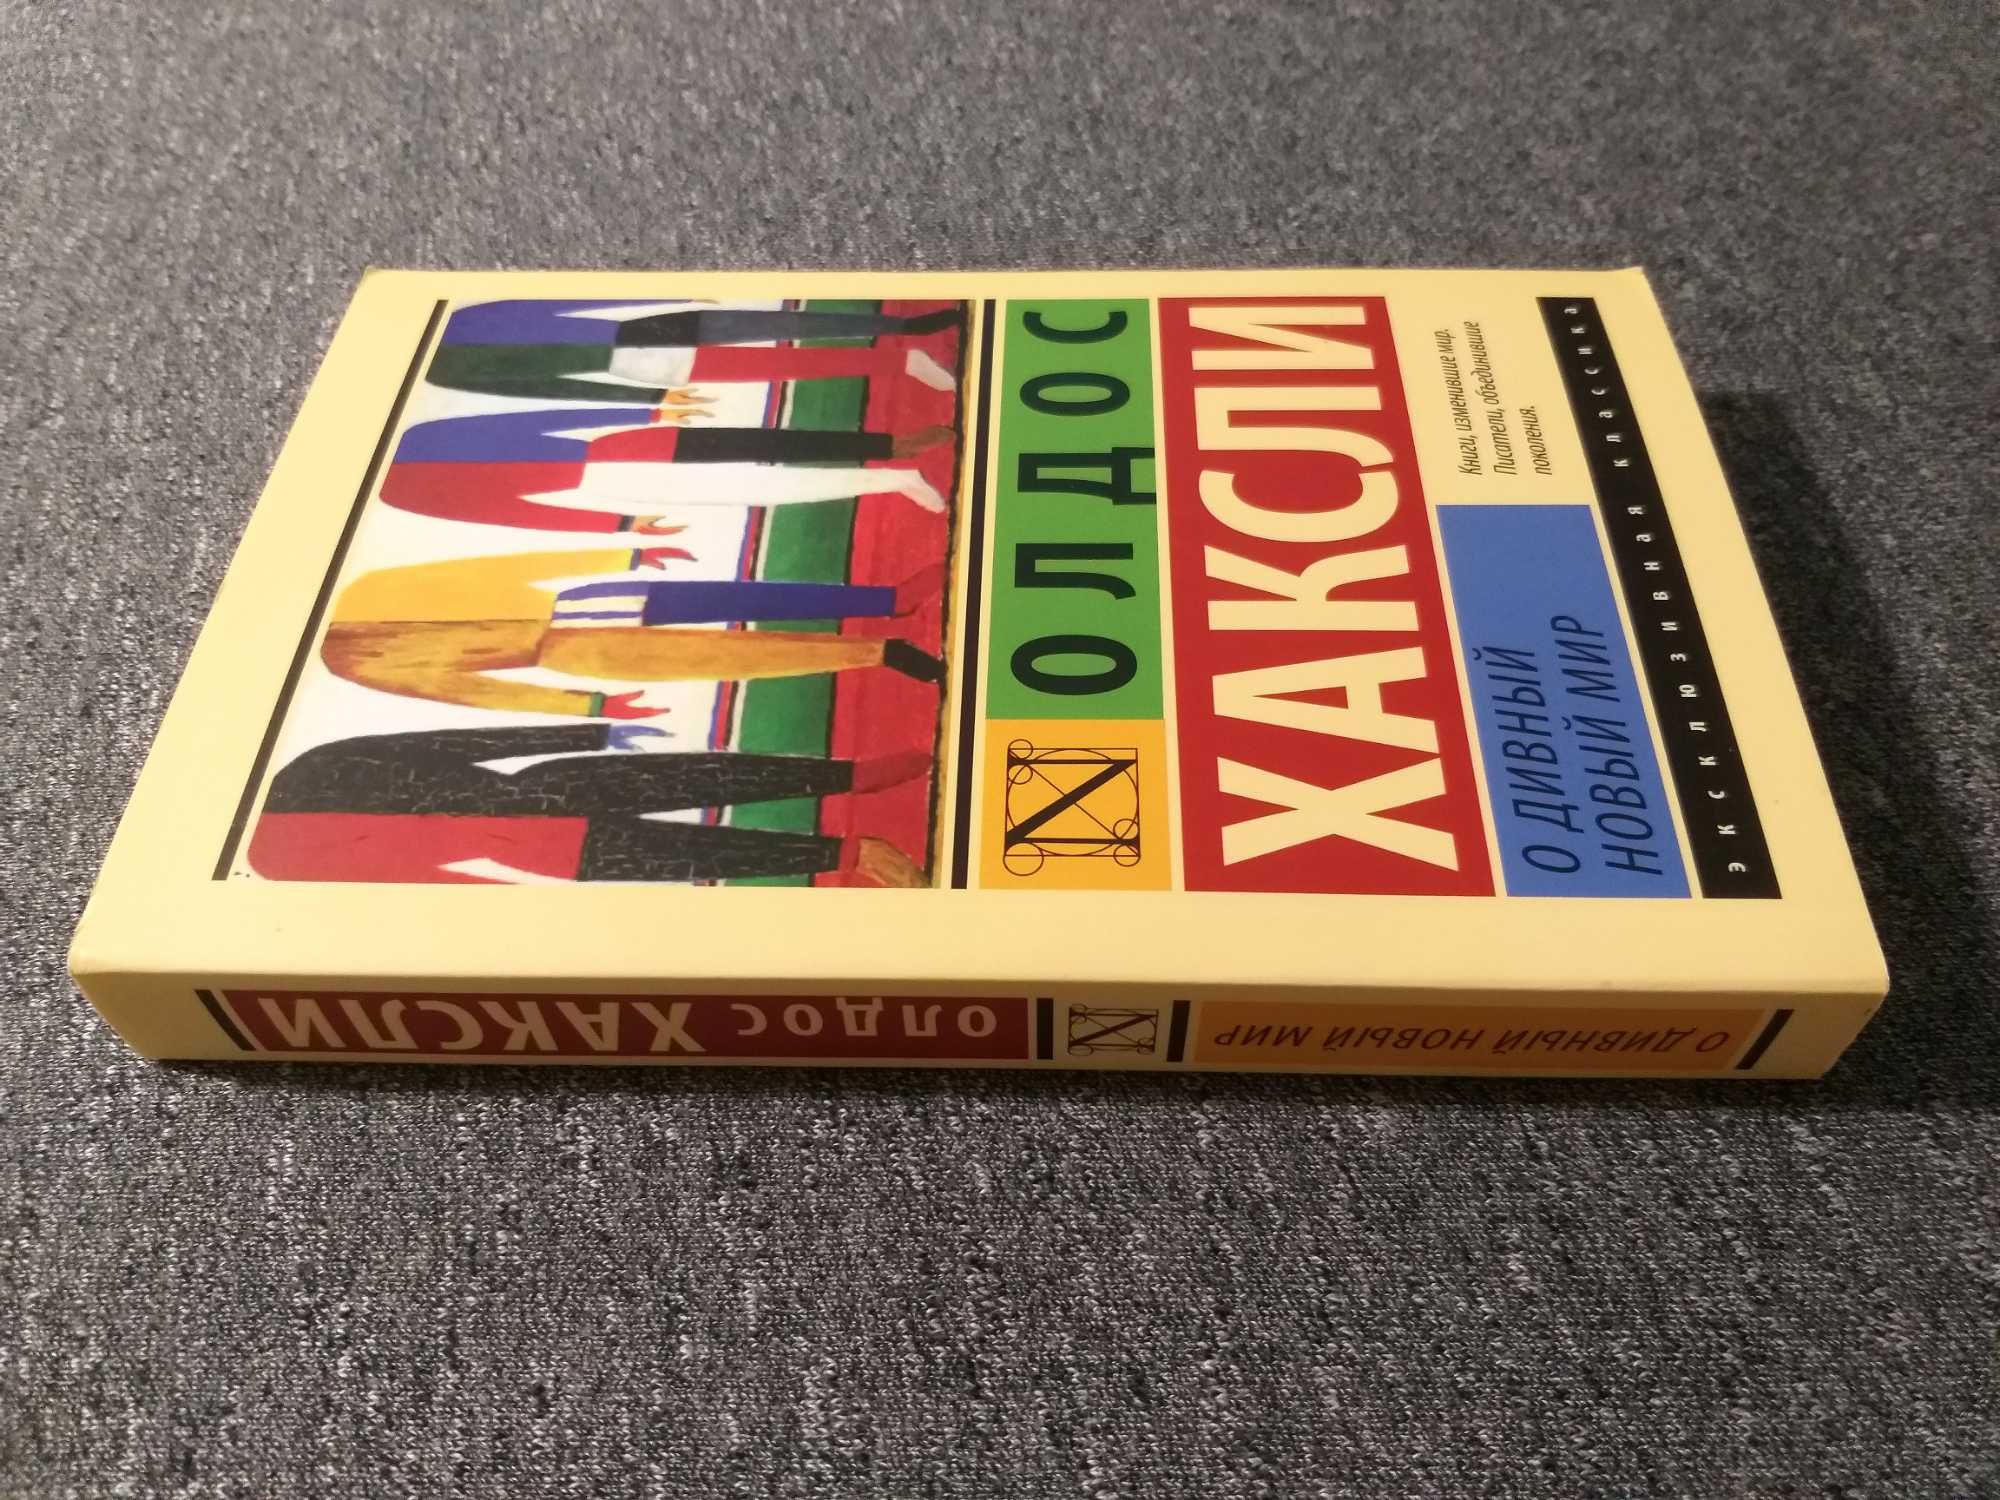 ОЛДОС
ХАКСЛИ
О ДИВНЫЙ
НОВЫЙ МИР
Книги, изменившие мир.
Писатели, объединившие
поколения.
эксклюзивная классика
олдос ХАКСЛИ
О ДИВНЫЙ НОВЫЙ МИР